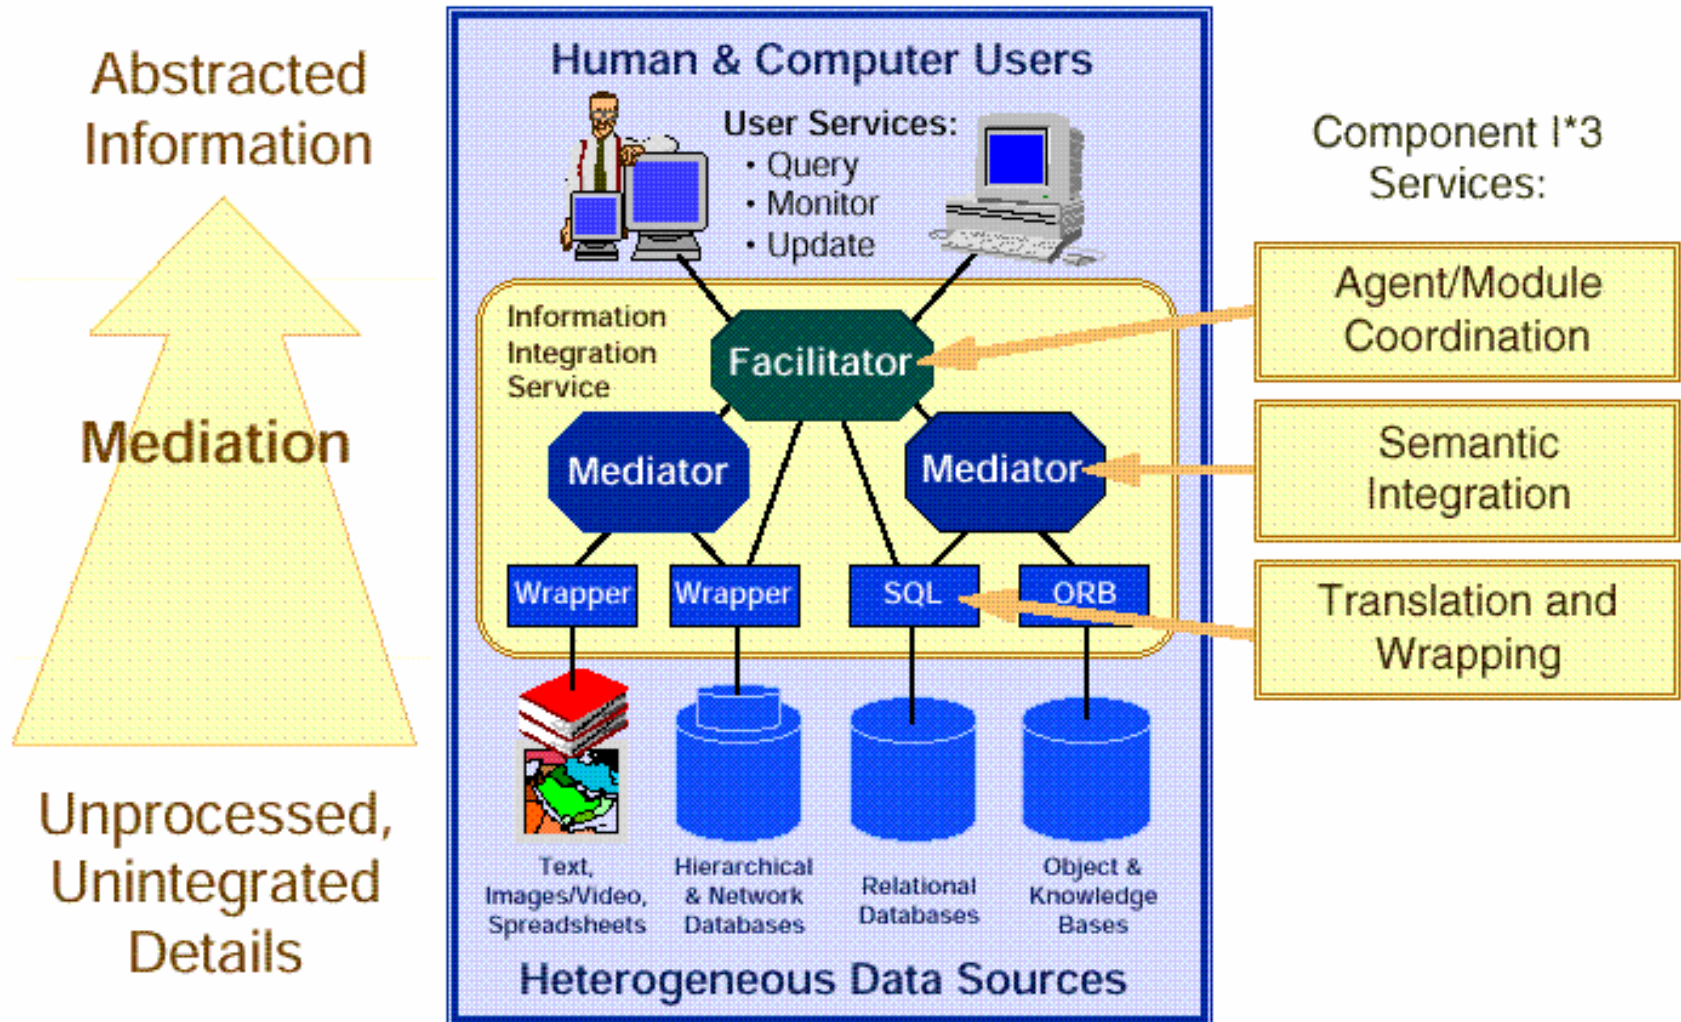 Abstracted
Information
Mediation
Unprocessed,
Unintegrated
Details
Human & Computer Users
User Services:
• Query
• Monitor
• Update
Information
Integration
Service
Facilitator
Mediator
Mediator
Wrapper
Wrapper
SQL
ORB
Text,
Images/Video,
Spreadsheets
Hierarchical
& Network
Databases
Relational
Databases
Object &
Knowledge
Bases
Heterogeneous Data Sources
Component I*3
Services:
Agent/Module
Coordination
Semantic
Integration
Translation and
Wrapping